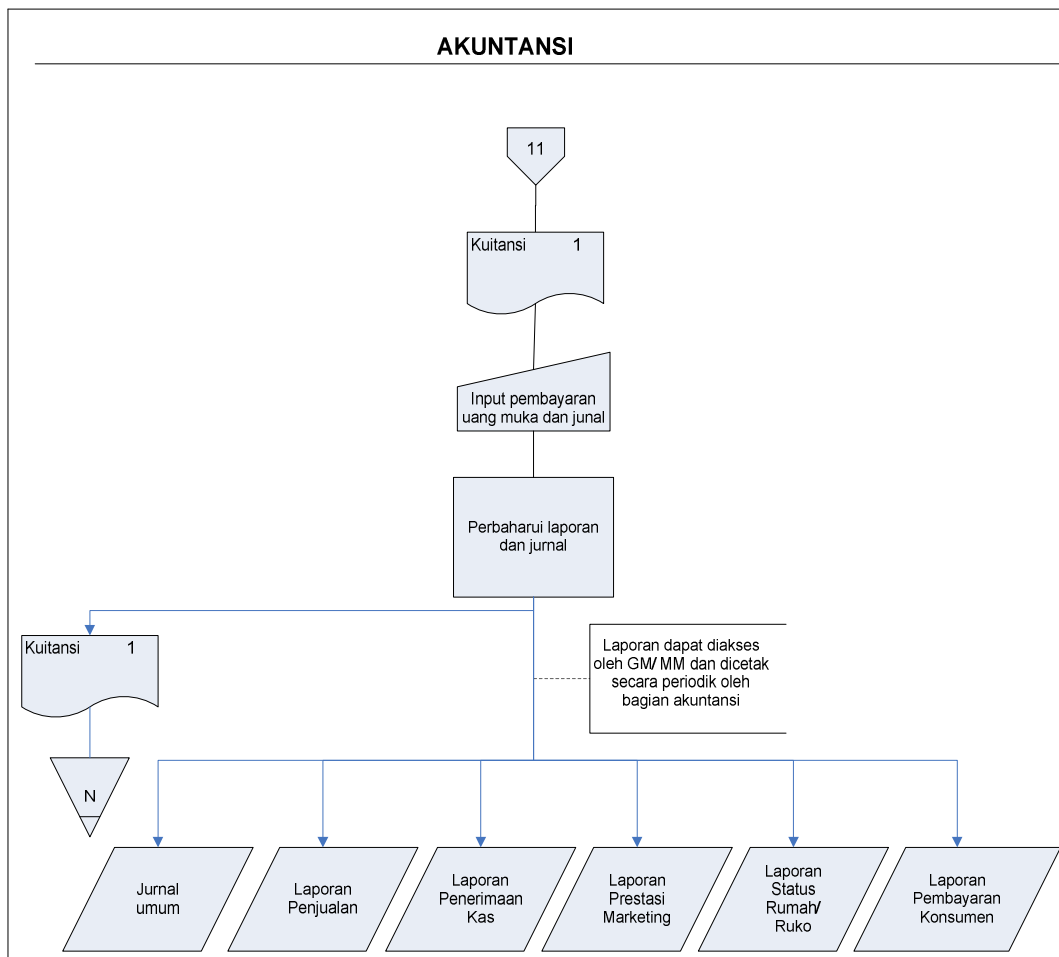 AKUNTANSI
11
Kuitansi 1
Input pembayaran
uang muka dan junal
Perbaharui laporan
dan jurnal
Kuitansi 1
Laporan dapat diakses
oleh GM/ MM dan dicetak
secara periodik oleh
bagian akuntansi
N
Jurnal
umum
Laporan
Penjualan
Laporan
Penerimaan
Kas
Laporan
Prestasi
Marketing
Laporan
Status
Rumah/
Ruko
Laporan
Pembayaran
Konsumen